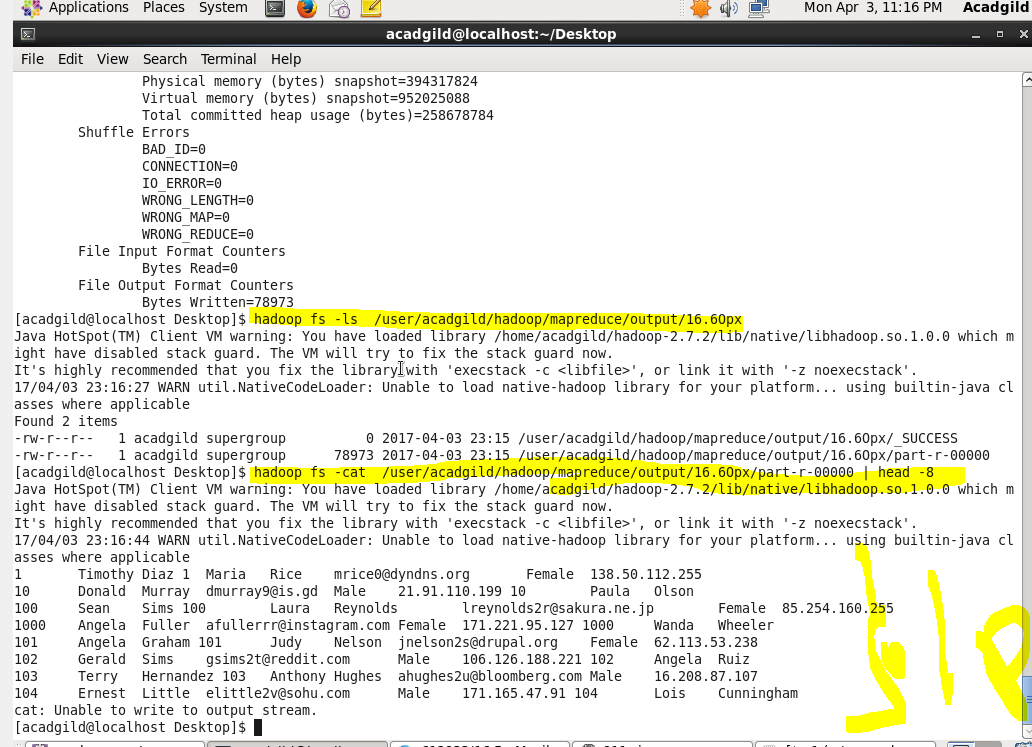 Applications Places System Mon Apr 3, 11:16 PM Acadgild
acadgild@localhost:~/Desktop
File Edit View Search Terminal Help
Physical memory (bytes) snapshot=394317824
Virtual memory (bytes) snapshot=952025088
Total committed heap usage (bytes)=258678784
Shuffle Errors
BAD_ID=0
CONNECTION=0
IO_ERROR=0
WRONG_LENGTH=0
WRONG_MAP=0
WRONG_REDUCE=0
File Input Format Counters
Bytes Read=0
File Output Format Counters
Bytes Written=78973
[acadgild@localhost Desktop]$ hadoop fs -ls  /user/acadgild/hadoop/mapreduce/output/16.6Opx
Java HotSpot(TM) Client VM warning: You have loaded library /home/acadgild/hadoop-2.7.2/lib/native/libhadoop.so.1.0.0 which m
ight have disabled stack guard. The VM will try to fix the stack guard now.
It's highly recommended that you fix the library with 'execstack -c <libfile>', or link it with '-z noexecstack'.
17/04/03 23:16:27 WARN util.NativeCodeLoader: Unable to load native-hadoop library for your platform... using builtin-java cl
asses where applicable
Found 2 items
-rw-r--r--   1 acadgild supergroup          0 2017-04-03 23:15 /user/acadgild/hadoop/mapreduce/output/16.6Opx/_SUCCESS
-rw-r--r--   1 acadgild supergroup      78973 2017-04-03 23:15 /user/acadgild/hadoop/mapreduce/output/16.6Opx/part-r-00000
[acadgild@localhost Desktop]$ hadoop fs -cat  /user/acadgild/hadoop/mapreduce/output/16.6Opx/part-r-00000 | head -8
Java HotSpot(TM) Client VM warning: You have loaded library /home/acadgild/hadoop-2.7.2/lib/native/libhadoop.so.1.0.0 which m
ight have disabled stack guard. The VM will try to fix the stack guard now.
It's highly recommended that you fix the library with 'execstack -c <libfile>', or link it with '-z noexecstack'.
17/04/03 23:16:44 WARN util.NativeCodeLoader: Unable to load native-hadoop library for your platform... using builtin-java cl
asses where applicable
1       Timothy Diaz 1  Maria   Rice    mrice0@dyndns.org       Female  138.50.112.255
10      Donald  Murray  dmurray9@is.gd  Male    21.91.110.199 10        Paula   Olson
100     Sean    Sims 100        Laura   Reynolds        lreynolds2r@sakura.ne.jp        Female  85.254.160.255
1000    Angela  Fuller  afullerrr@instagram.com Female  171.221.95.127 1000     Wanda   Wheeler
101     Angela  Graham 101      Judy    Nelson  jnelson2s@drupal.org    Female  62.113.53.238
102     Gerald  Sims    gsims2t@reddit.com      Male    106.126.188.221 102     Angela  Ruiz
103     Terry   Hernandez 103   Anthony Hughes  ahughes2u@bloomberg.com Male    16.208.87.107
104     Ernest  Little  elittle2v@sohu.com      Male    171.165.47.91 104       Lois    Cunningham
cat: Unable to write to output stream.
[acadgild@localhost Desktop]$